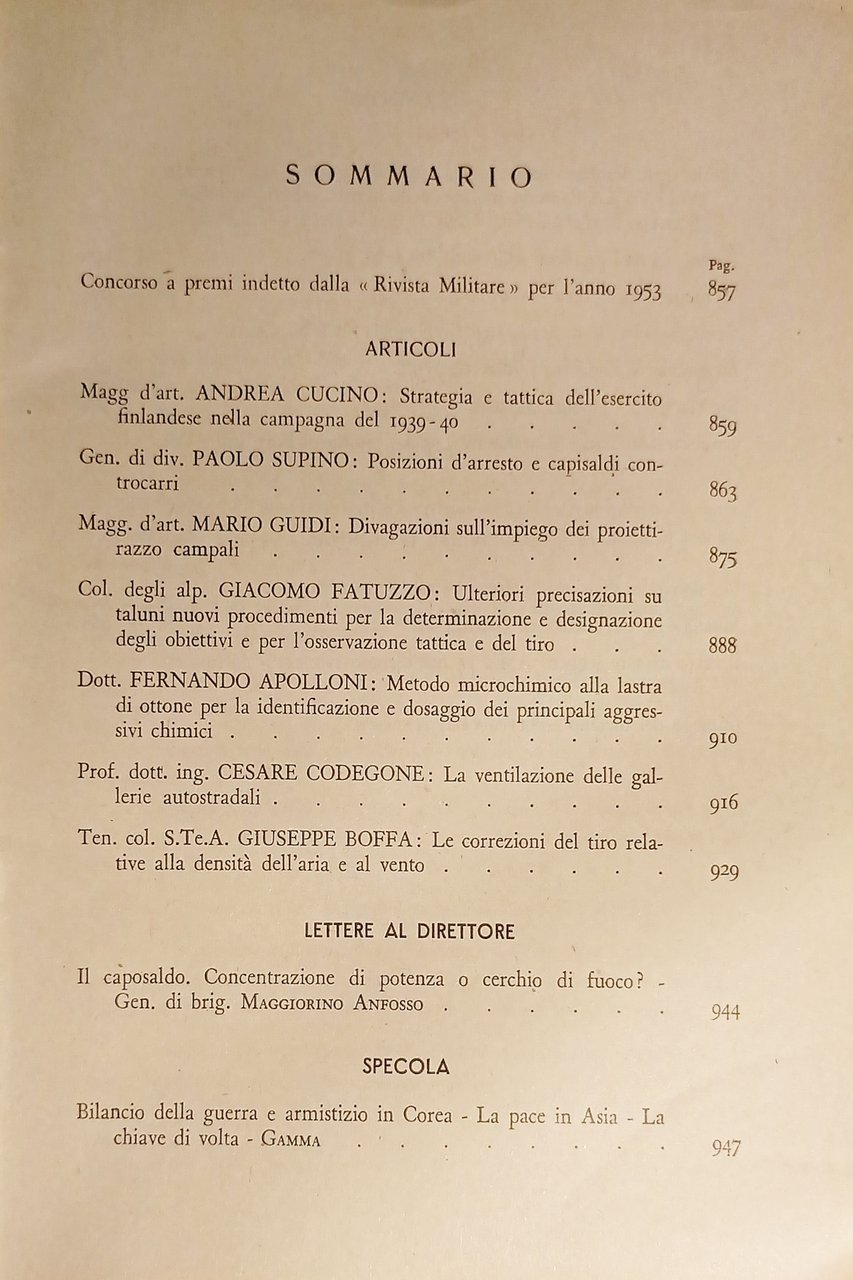 SOMMARIO
Pag.
Concorso a premi indetto dalla « Rivista Militare » per l'anno 1953 857
ARTICOLI
Magg d'art. ANDREA CUCINO: Strategia e tattica dell'esercito
finlandese nella campagna del 1939-40 . . . . . 859
Gen. di div. PAOLO SUPINO: Posizioni d'arresto e capisaldi con-
trocarri . . . . . . . . . . . 863
Magg. d'art. MARIO GUIDI: Divagazioni sull'impiego dei proietti-
razzo campali . . . . . . . . . . 875
Col. degli alp. GIACOMO FATUZZO: Ulteriori precisazioni su
taluni nuovi procedimenti per la determinazione e designazione
degli obiettivi e per l'osservazione tattica e del tiro . . . 888
Dott. FERNANDO APOLLONI: Metodo microchimico alla lastra
di ottone per la identificazione e dosaggio dei principali aggres-
sivi chimici . . . . . . . . . . . 910
Prof. dott. ing. CESARE CODEGONE: La ventilazione delle gal-
lerie autostradali . . . . . . . . . . 916
Ten. col. S.Te.A. GIUSEPPE BOFFA: Le correzioni del tiro rela-
tive alla densità dell'aria e al vento . . . . . . 929
LETTERE AL DIRETTORE
Il caposaldo. Concentrazione di potenza o cerchio di fuoco? -
Gen. di brig. MAGGIORINO ANFOSSO . . . . . . 944
SPECOLA
Bilancio della guerra e armistizio in Corea - La pace in Asia - La
chiave di volta - GAMMA . . . . . . . . 947